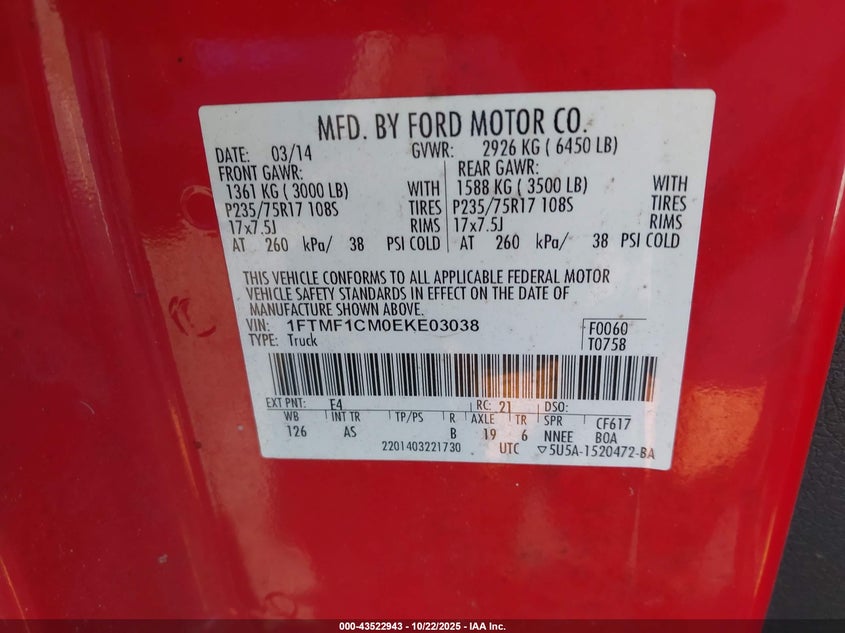 MFD. BY FORD MOTOR CO.
DATE: 03/14 GVWR: 2926 KG ( 6450 LB)
FRONT GAWR: REAR GAWR:
1361 KG ( 3000 LB) WITH 1588 KG ( 3500 LB) WITH
P235/75R17 108S TIRES P235/75R17 108S TIRES
17x7.5J RIMS 17x7.5J RIMS
AT 260 kPa/ 38 PSI COLD AT 260 kPa/ 38 PSI COLD
THIS VEHICLE CONFORMS TO ALL APPLICABLE FEDERAL MOTOR
VEHICLE SAFETY STANDARDS IN EFFECT ON THE DATE OF
MANUFACTURE SHOWN ABOVE.
VIN: 1FTMF1CM0EKE03038 F0060
TYPE: Truck T0758
EXT PNT: E4 RC: 21 DSO:
WB INT TR TP/PS R AXLE TR SPR CF617
126 AS B 19 6 NNEE BOA
2201403221730 UTC ▽5U5A-1520472-BA
000-43522943 - 10/22/2025 - IAA Inc.